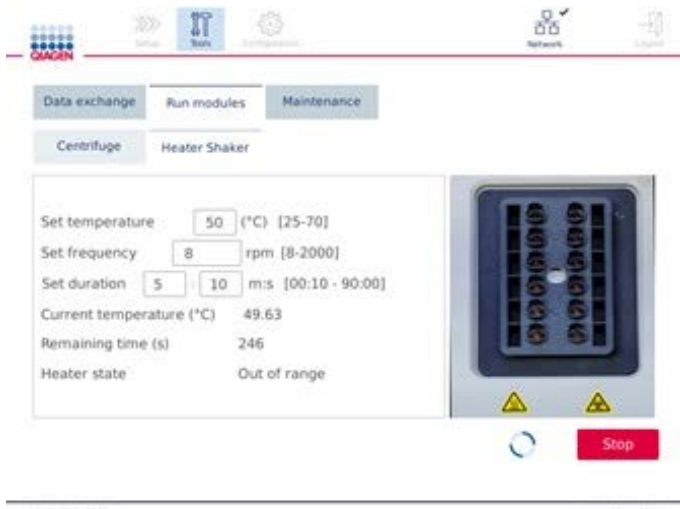 Setup
Tools
Configuration
Network
Logout
QIAGEN
Data exchange
Run modules
Maintenance
Centrifuge
Heater Shaker
Set temperature 50 (°C) [25-70]
Set frequency 8 rpm [8-2000]
Set duration 5 : 10 m:s [00:10 - 90:00]
Current temperature (°C) 49.63
Remaining time (s) 246
Heater state Out of range
Stop